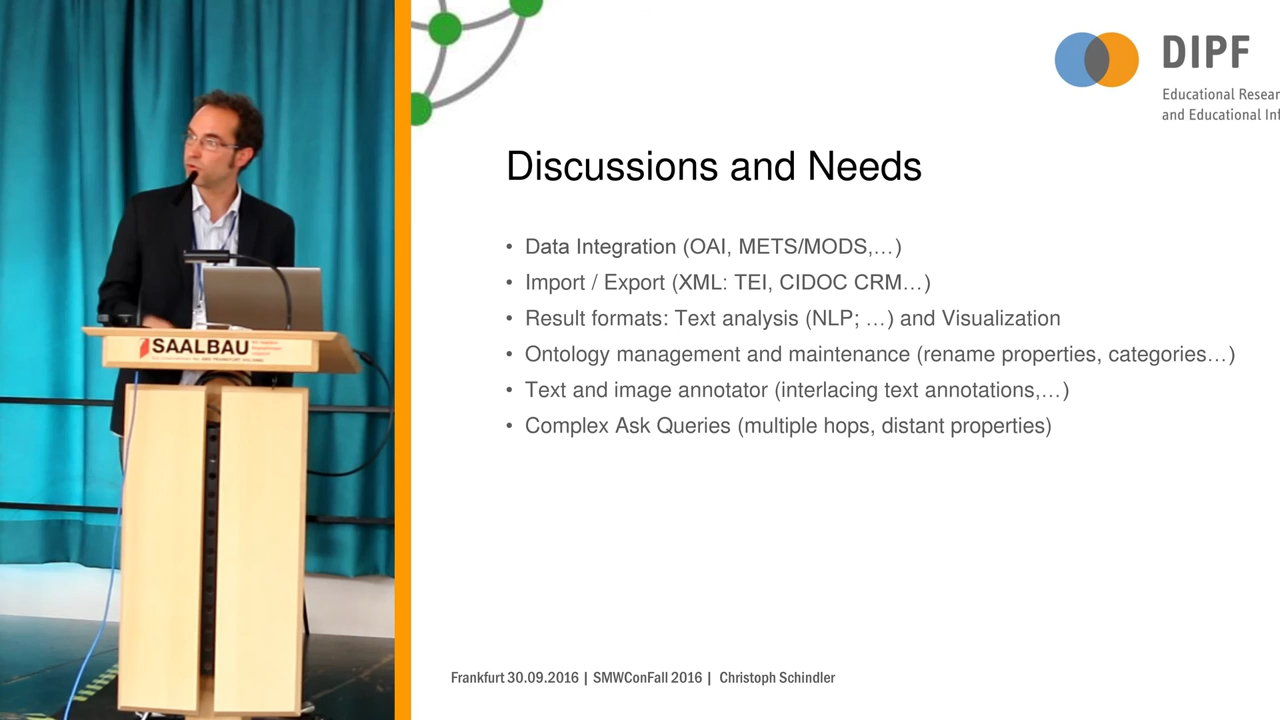 SAALBAU
DIPF
Educational Resear
and Educational Inf
Discussions and Needs
• Data Integration (OAI, METS/MODS,…)
• Import / Export (XML: TEI, CIDOC CRM…)
• Result formats: Text analysis (NLP; …) and Visualization
• Ontology management and maintenance (rename properties, categories…)
• Text and image annotator (interlacing text annotations,…)
• Complex Ask Queries (multiple hops, distant properties)
Frankfurt 30.09.2016 | SMWConFall 2016 | Christoph Schindler